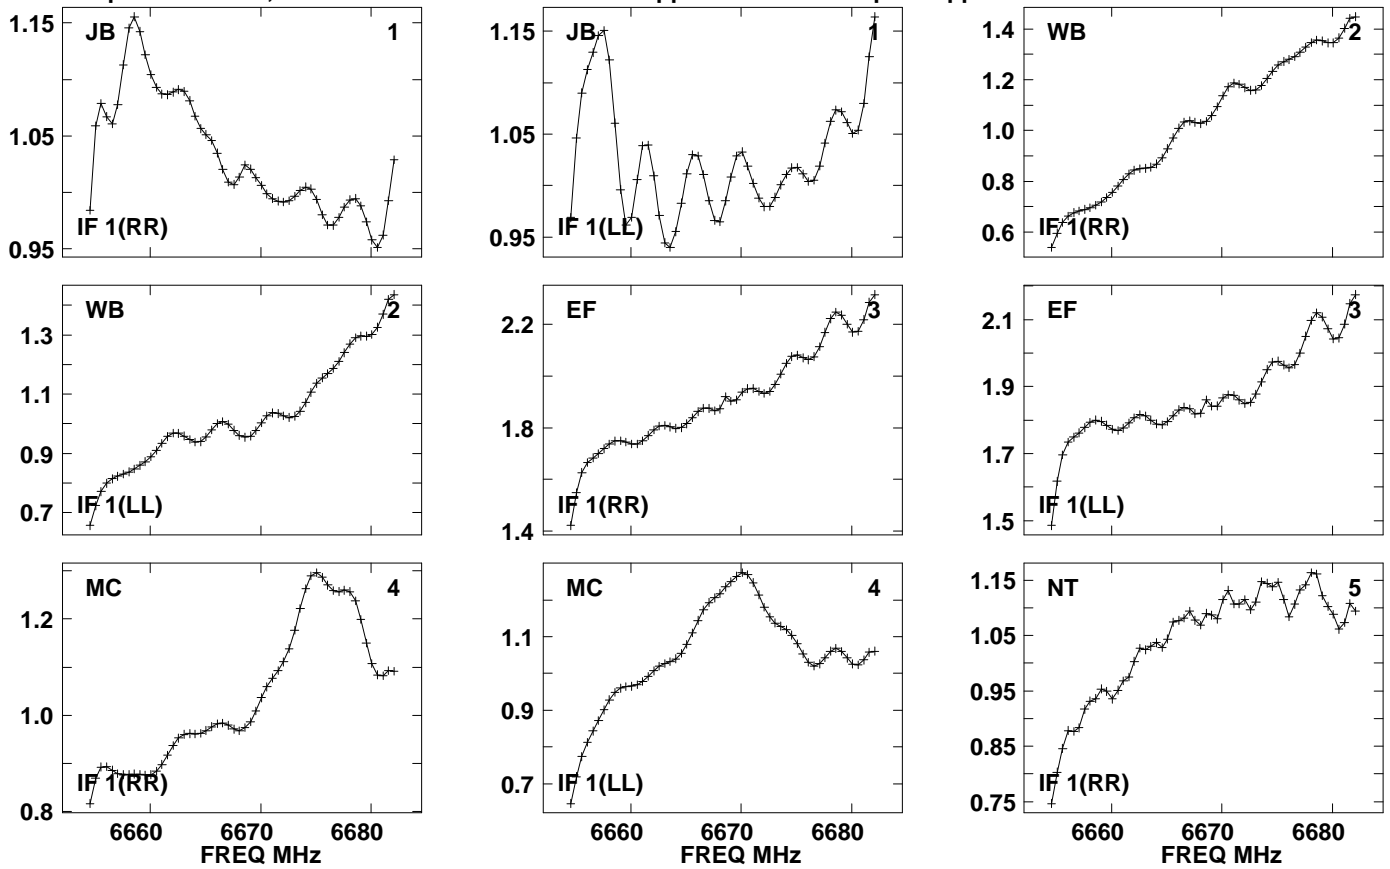 JB 1
1.15
1.05
0.95
IF 1(RR)
JB 1
1.15
1.05
0.95
IF 1(LL)
WB 2
1.4
1.2
1.0
0.8
0.6
IF 1(RR)
WB 2
1.3
1.1
0.9
0.7
IF 1(LL)
EF 3
2.2
1.8
1.4
IF 1(RR)
EF 3
2.1
1.9
1.7
1.5
IF 1(LL)
MC 4
1.2
1.0
0.8
IF 1(RR)
6660 6670 6680
FREQ MHz
MC 4
1.1
0.9
0.7
IF 1(LL)
6660 6670 6680
FREQ MHz
NT 5
1.15
1.05
0.95
0.85
0.75
IF 1(RR)
6660 6670 6680
FREQ MHz